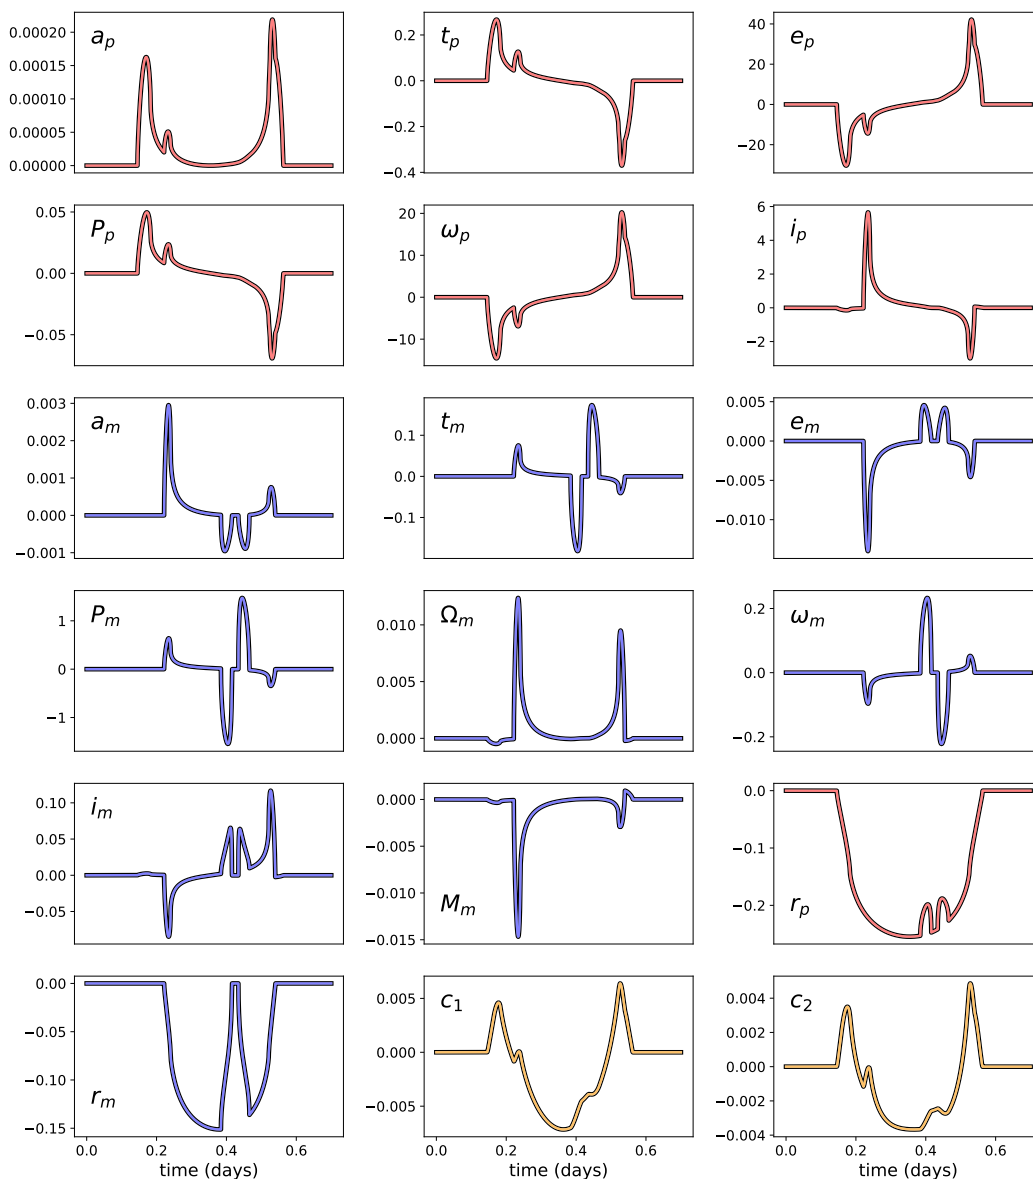 a_p
0.00020
0.00015
0.00010
0.00005
0.00000
t_p
0.2
0.0
−0.2
−0.4
e_p
40
20
0
−20
P_p
0.05
0.00
−0.05
ω_p
20
10
0
−10
i_p
6
4
2
0
−2
a_m
0.003
0.002
0.001
0.000
−0.001
t_m
0.1
0.0
−0.1
e_m
0.005
0.000
−0.005
−0.010
P_m
1
0
−1
Ω_m
0.010
0.005
0.000
ω_m
0.2
0.0
−0.2
i_m
0.10
0.05
0.00
−0.05
M_m
0.000
−0.005
−0.010
−0.015
r_p
0.0
−0.1
−0.2
r_m
0.00
−0.05
−0.10
−0.15
0.0 0.2 0.4 0.6
time (days)
c_1
0.005
0.000
−0.005
0.0 0.2 0.4 0.6
time (days)
c_2
0.004
0.002
0.000
−0.002
−0.004
0.0 0.2 0.4 0.6
time (days)